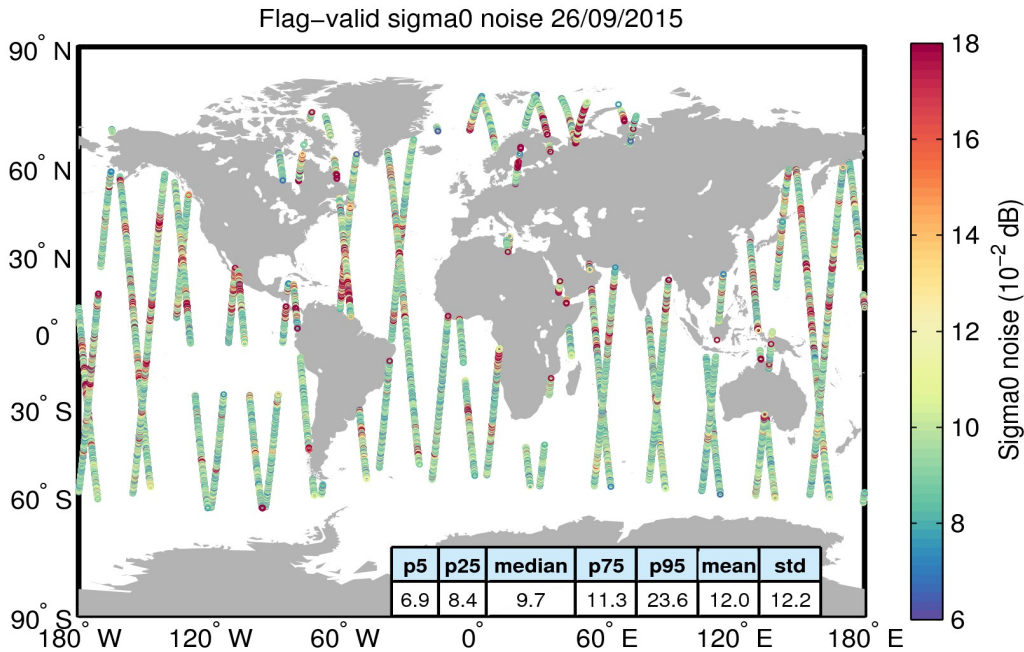 Flag−valid sigma0 noise 26/09/2015
90° N
60° N
30° N
0°
30° S
60° S
90° S
180° W 120° W 60° W 0° 60° E 120° E 180° E
p5 p25 median p75 p95 mean std
6.9 8.4 9.7 11.3 23.6 12.0 12.2
18
16
14
12
10
8
6
Sigma0 noise (10⁻² dB)